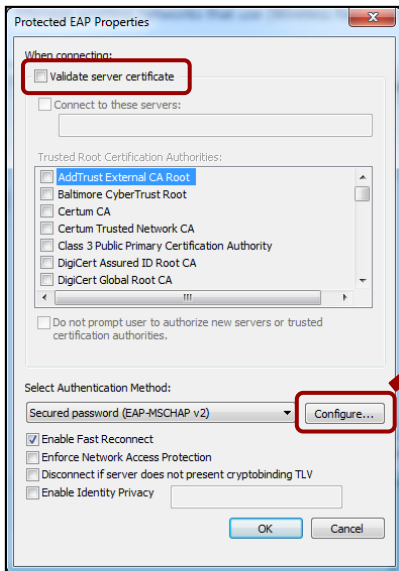 Protected EAP Properties
When connecting:
Validate server certificate
Connect to these servers:
Trusted Root Certification Authorities:
AddTrust External CA Root
Baltimore CyberTrust Root
Certum CA
Certum Trusted Network CA
Class 3 Public Primary Certification Authority
DigiCert Assured ID Root CA
DigiCert Global Root CA
Do not prompt user to authorize new servers or trusted
certification authorities.
Select Authentication Method:
Secured password (EAP-MSCHAP v2)
Configure...
Enable Fast Reconnect
Enforce Network Access Protection
Disconnect if server does not present cryptobinding TLV
Enable Identity Privacy
OK Cancel